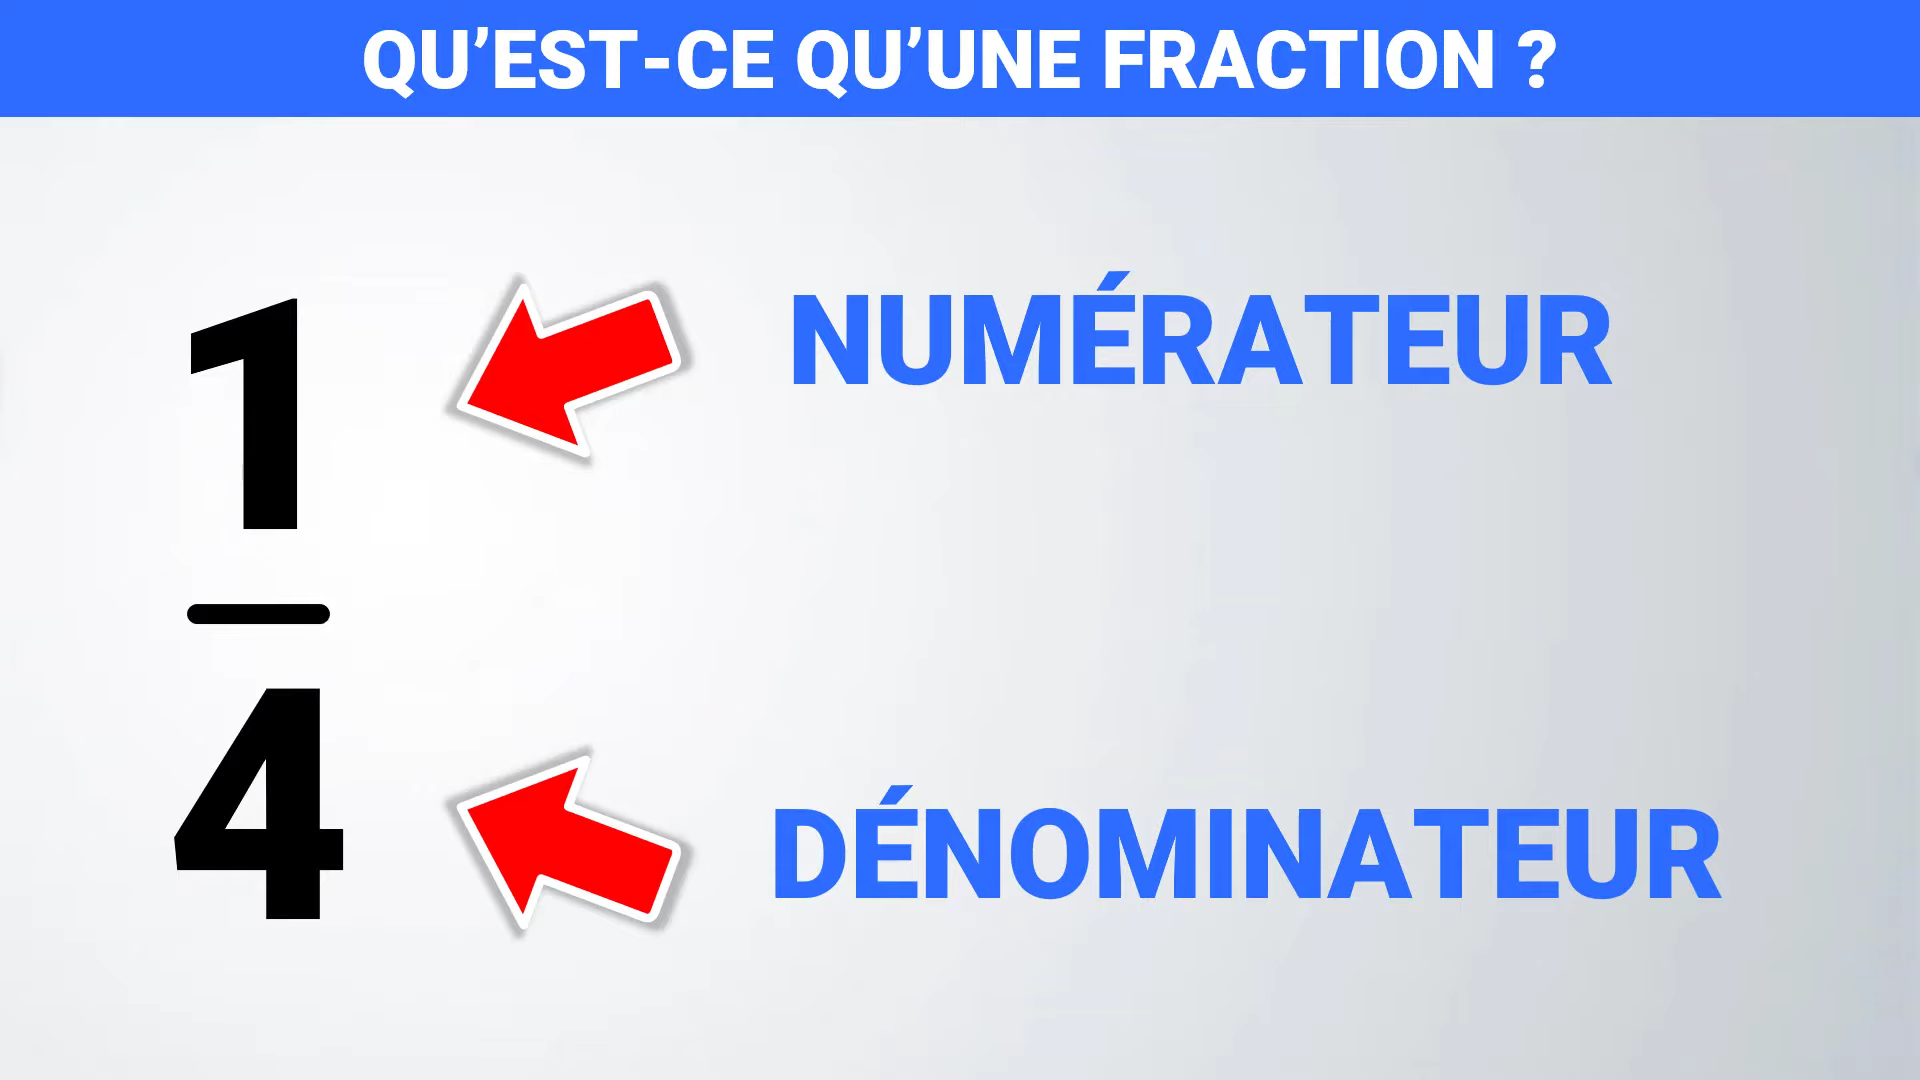 QU’EST-CE QU’UNE FRACTION ?
1
NUMÉRATEUR
4
DÉNOMINATEUR